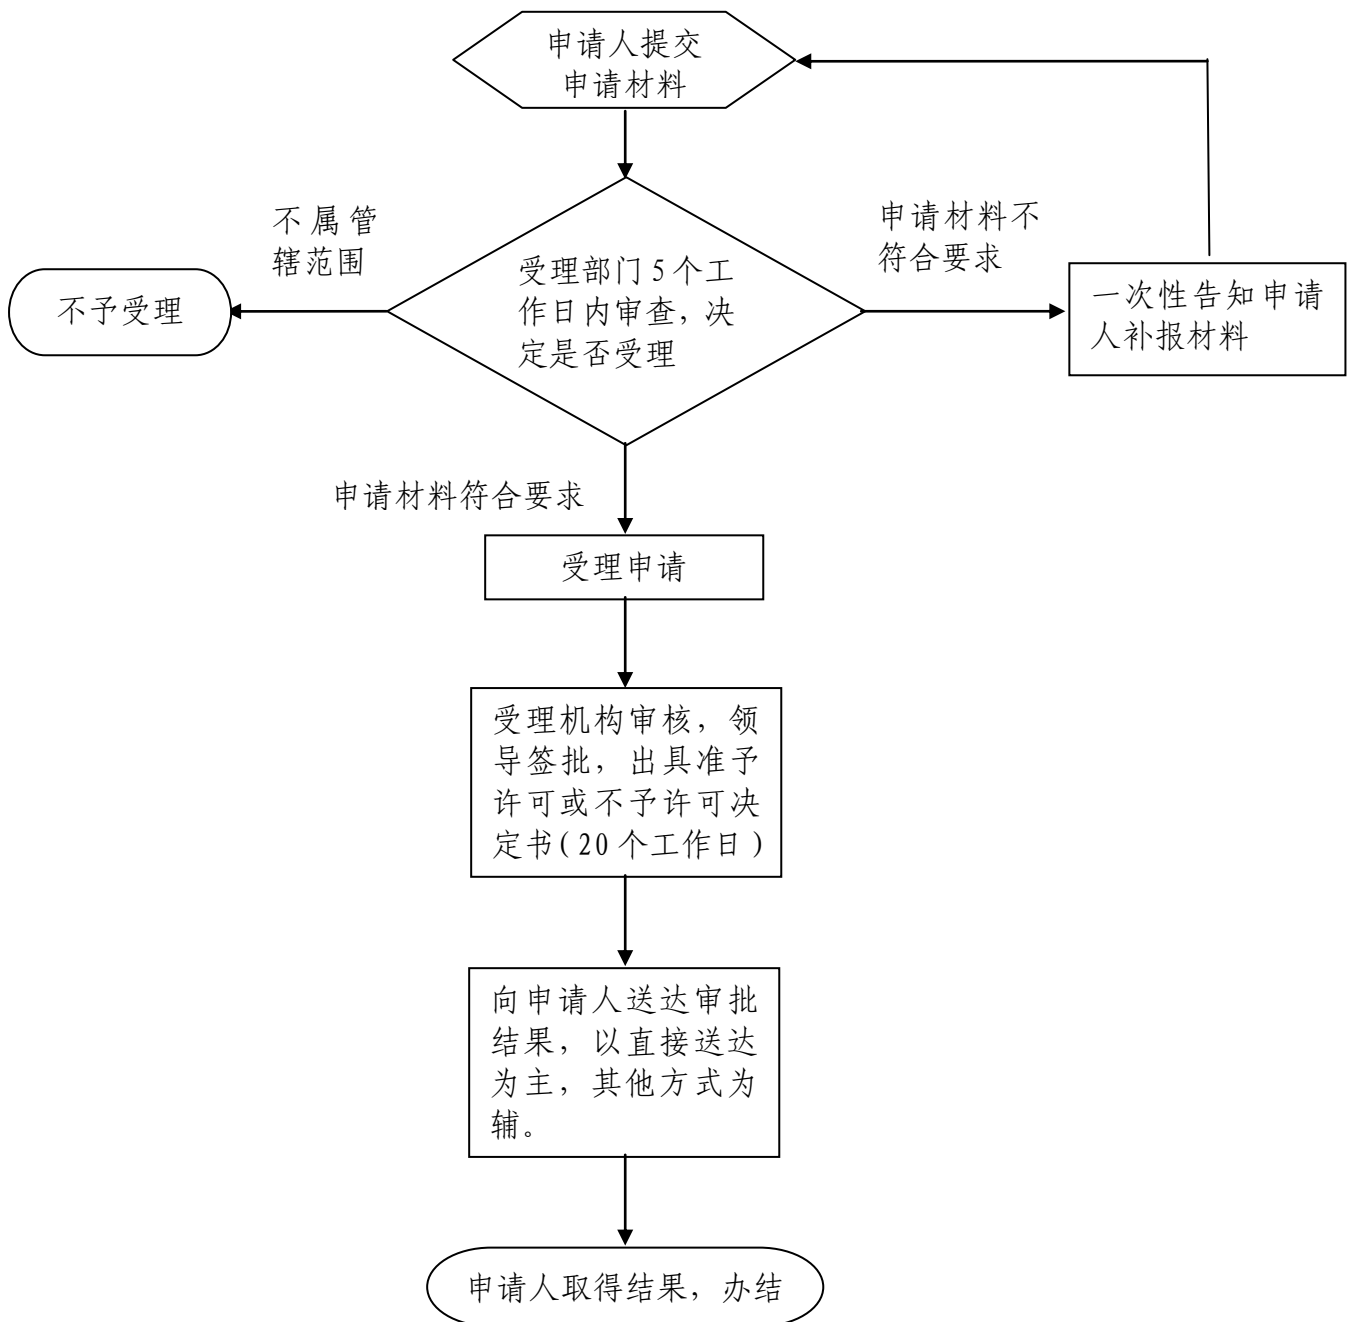 申请人提交
申请材料
不属管
辖范围
申请材料不
符合要求
不予受理
受理部门5个工
作日内审查，决
定是否受理
一次性告知申请
人补报材料
申请材料符合要求
受理申请
受理机构审核，领
导签批，出具准予
许可或不予许可决
定书(20个工作日)
向申请人送达审批
结果，以直接送达
为主，其他方式为
辅。
申请人取得结果，办结